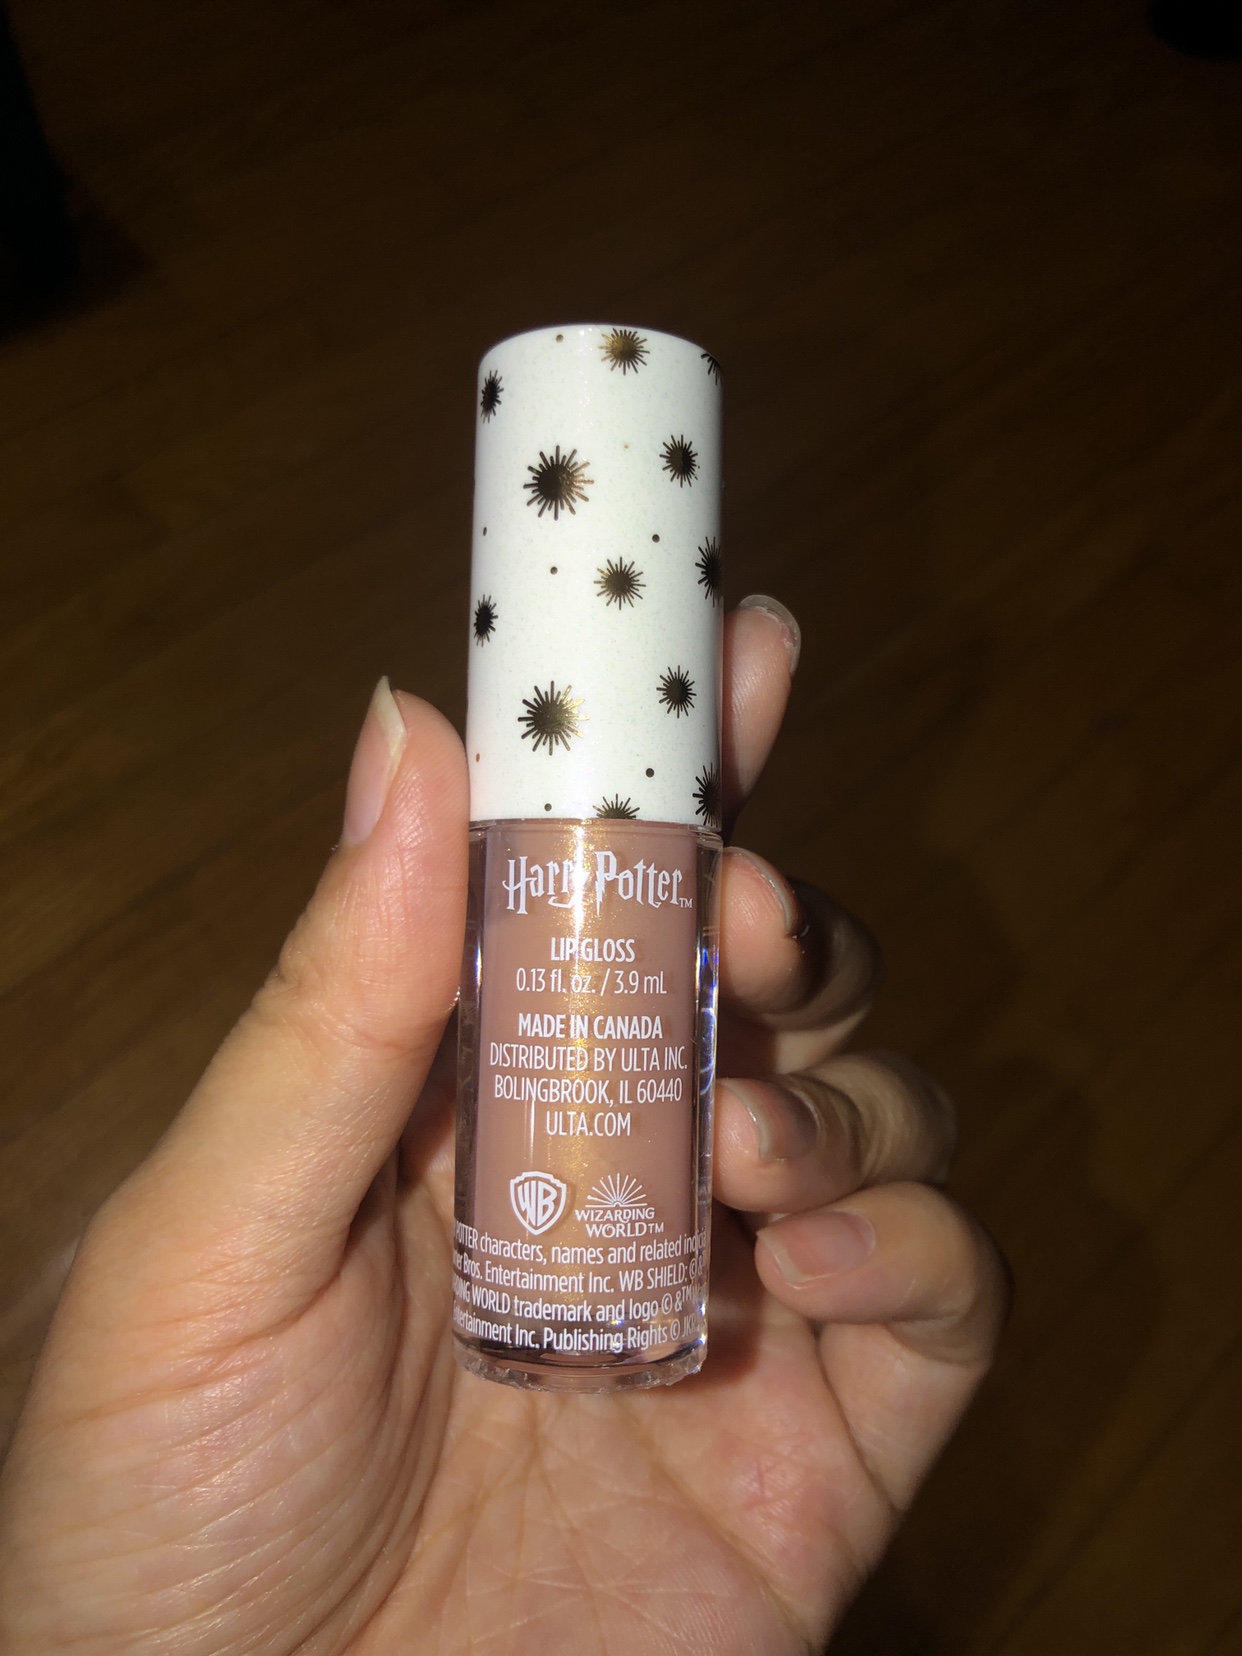 Harry Potter™
LIP GLOSS
0.13 fl. oz. / 3.9 mL
MADE IN CANADA
DISTRIBUTED BY ULTA INC.
BOLINGBROOK, IL 60440
ULTA.COM
WB
WIZARDING
WORLD™
characters, names and related
Bros. Entertainment Inc. WB SHIELD: ©
WORLD trademark and logo © & ™
Inc. Publishing Rights ©